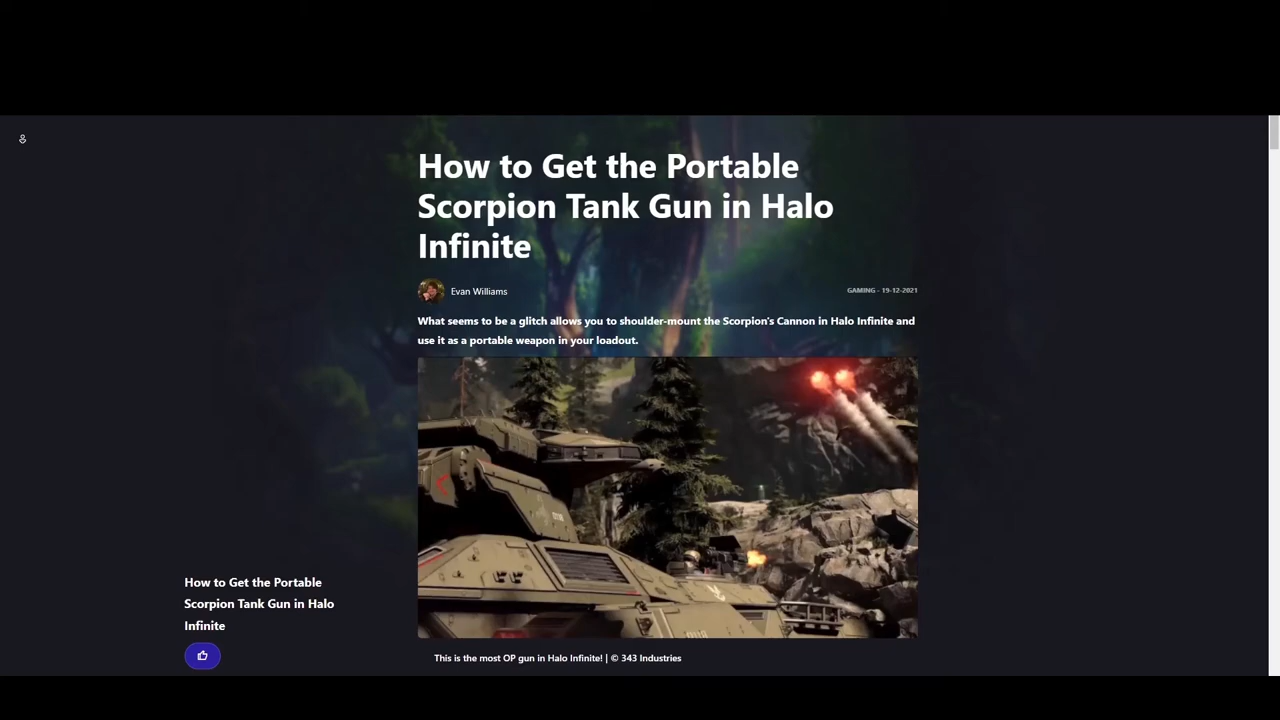 How to Get the Portable
Scorpion Tank Gun in Halo
Infinite
Evan Williams
GAMING - 19-12-2021
What seems to be a glitch allows you to shoulder-mount the Scorpion's Cannon in Halo Infinite and
use it as a portable weapon in your loadout.
How to Get the Portable
Scorpion Tank Gun in Halo
Infinite
This is the most OP gun in Halo Infinite! | © 343 Industries